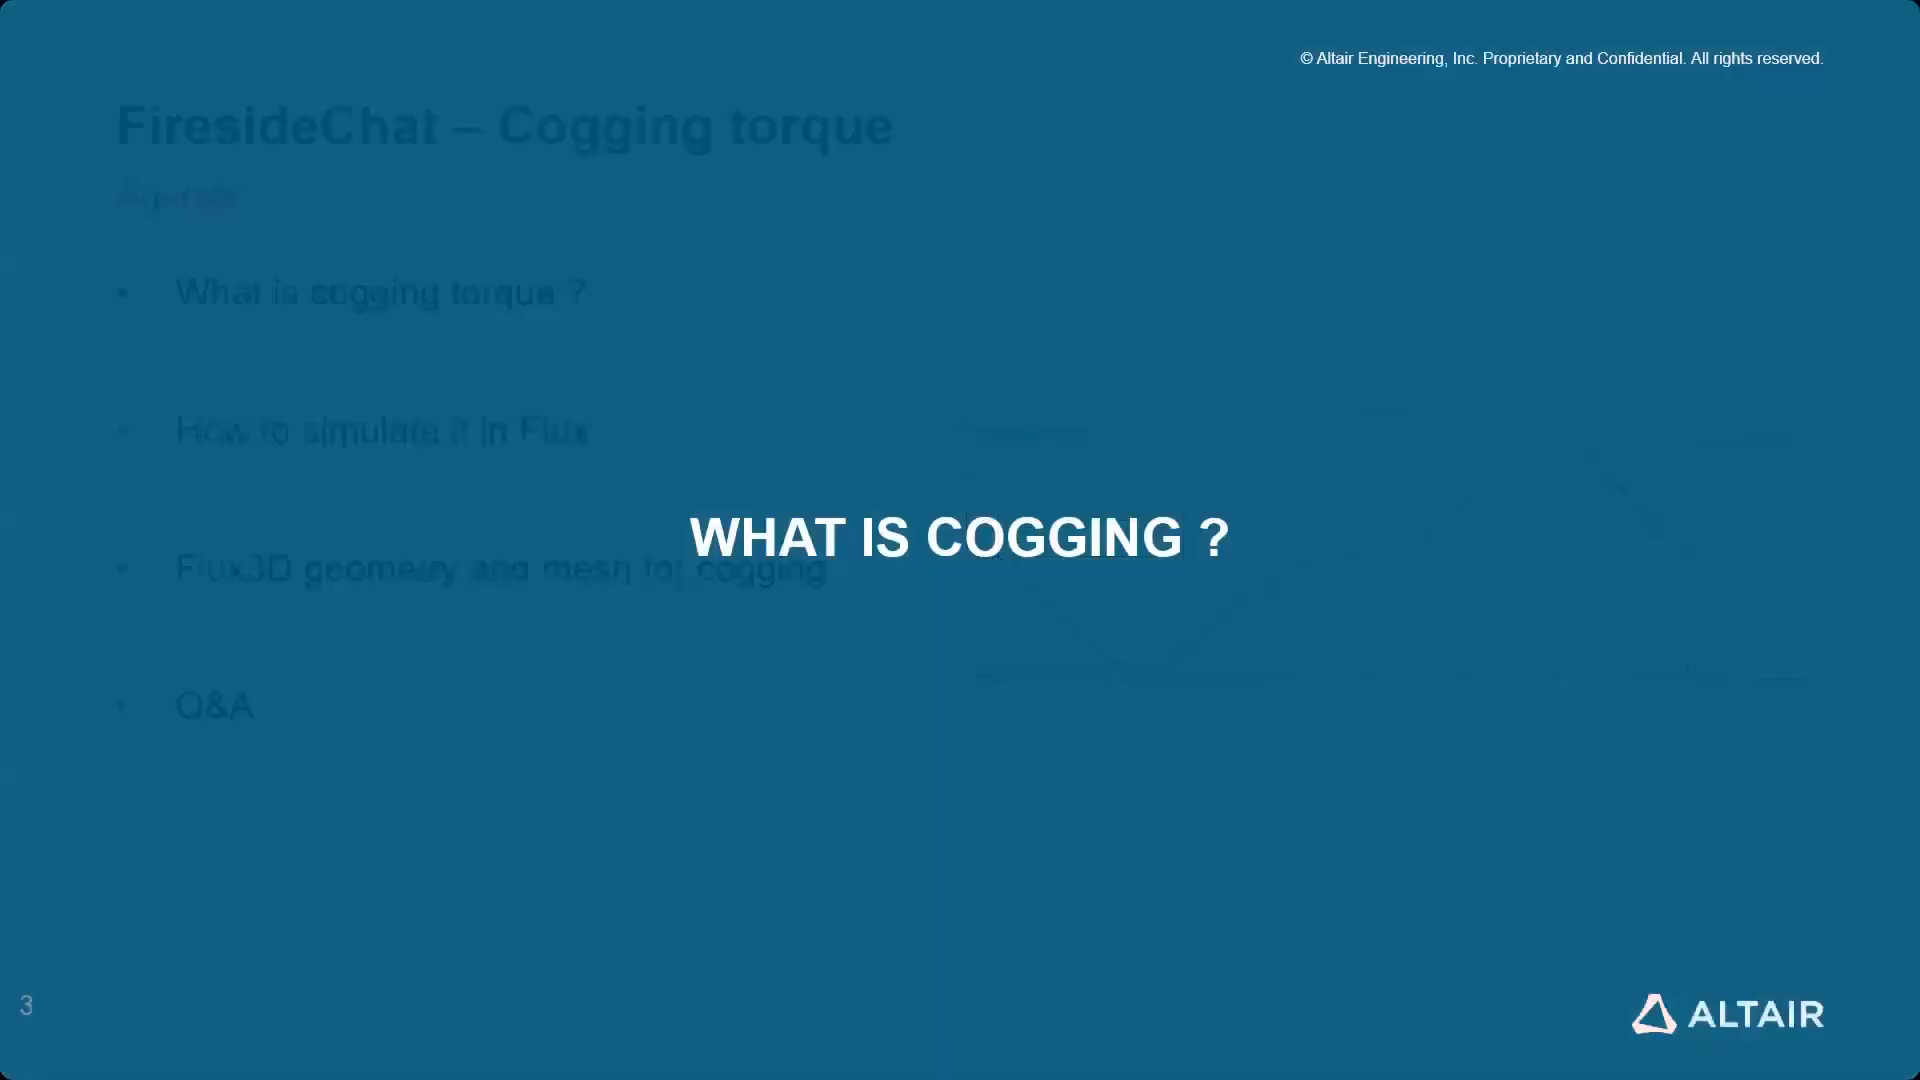 © Altair Engineering, Inc. Proprietary and Confidential. All rights reserved.
FiresideChat – Cogging torque
• What is cogging torque ?
• How to simulate it in Flux
WHAT IS COGGING ?
• Flux3D geometry and mesh for cogging
• Q&A
3
ALTAIR